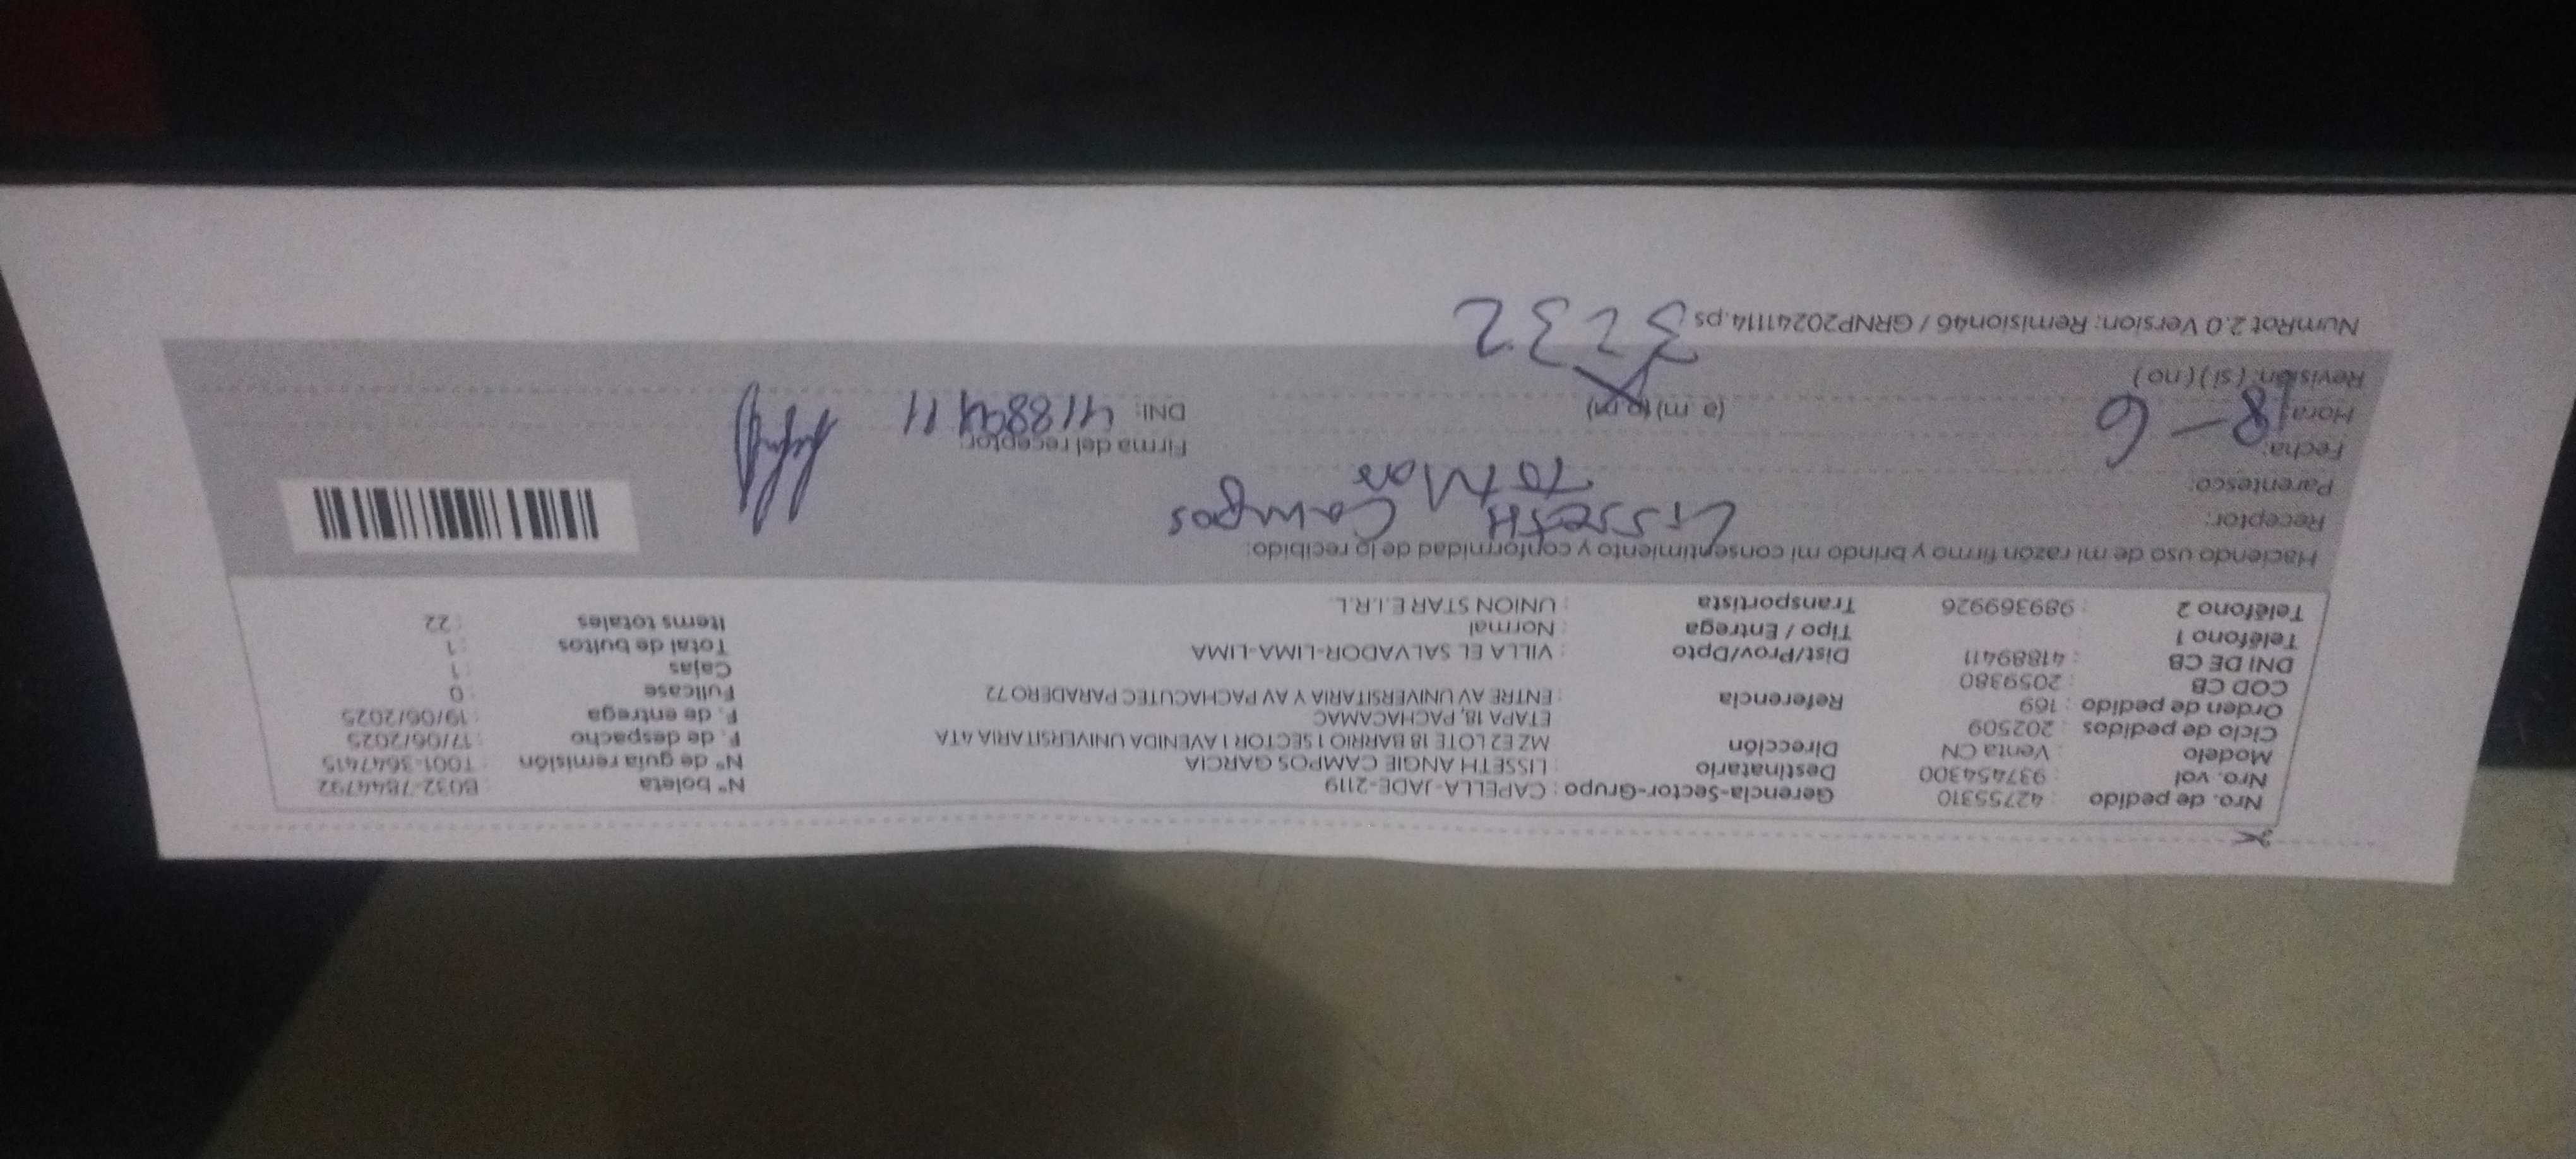 Nro. de pedido : 42755310 Gerencia-Sector-Grupo : CAPELLA-JADE-2119 N° boleta : B032-7844792
Nro. vol : 937454300 Destinatario : LISSETH ANGIE CAMPOS GARCIA N° de guia remisión : T001-3647415
Modelo : Venta CN Dirección MZ E2 LOTE 18 BARRIO 1 SECTOR 1 AVENIDA UNIVERSITARIA 4TA F. de despacho : 17/06/2025
Ciclo de pedidos : 202509 ETAPA 18, PACHACAMAC F. de entrega : 19/06/2025
Orden de pedido : 169 Referencia : ENTRE AV UNIVERSITARIA Y AV PACHACUTEC PARADERO 72 Fullcase : 0
COD CB : 2059380 Cajas : 1
DNI DE CB : 41889411 Dist/Prov/Dpto : VILLA EL SALVADOR-LIMA-LIMA Total de bultos : 1
Teléfono 1 : Tipo / Entrega : Normal Items totales : 22
Teléfono 2 : 989369926 Transportista : UNION STAR E.I.R.L.
Haciendo uso de mi razón firmo y brindo mi consentimiento y conformidad de lo recibido:
Receptor: Lisseth Campos
Parentesco:
Fecha: 18-6 Firma del receptor:
Hora: (a. m) (p. m) DNI: 41889411
Revisión: (si) (no)
NumRot 2.0 Version: Remision46 / GRNP20241114.ps 3232